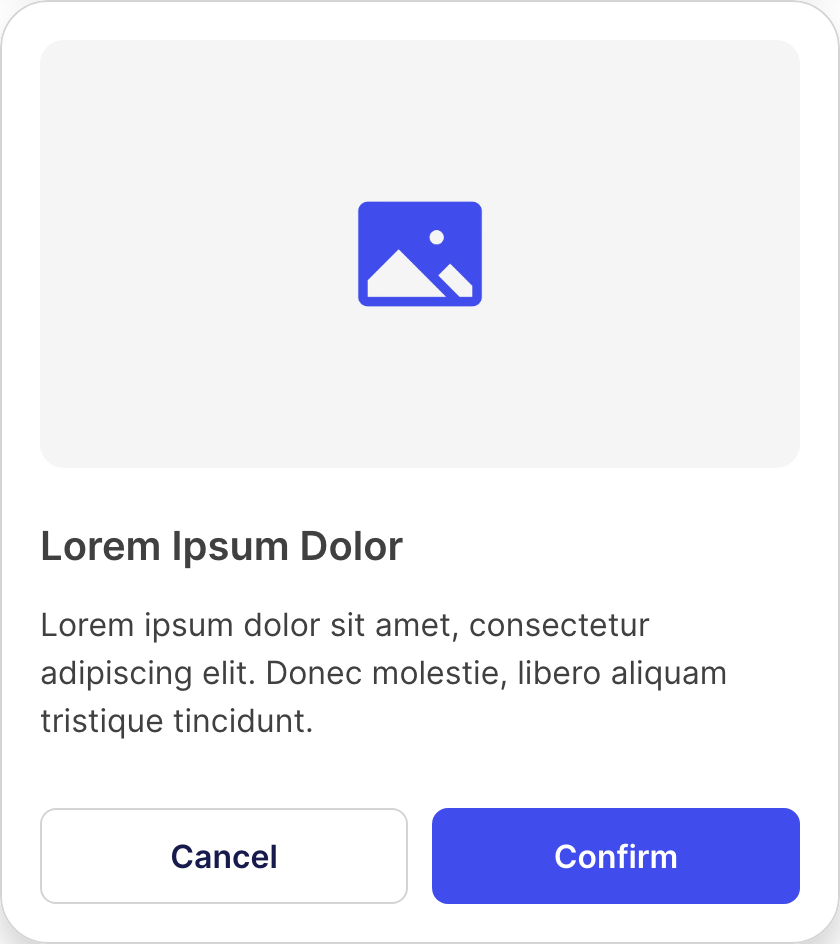 Lorem Ipsum Dolor
Lorem ipsum dolor sit amet, consectetur
adipiscing elit. Donec molestie, libero aliquam
tristique tincidunt.
Cancel
Confirm